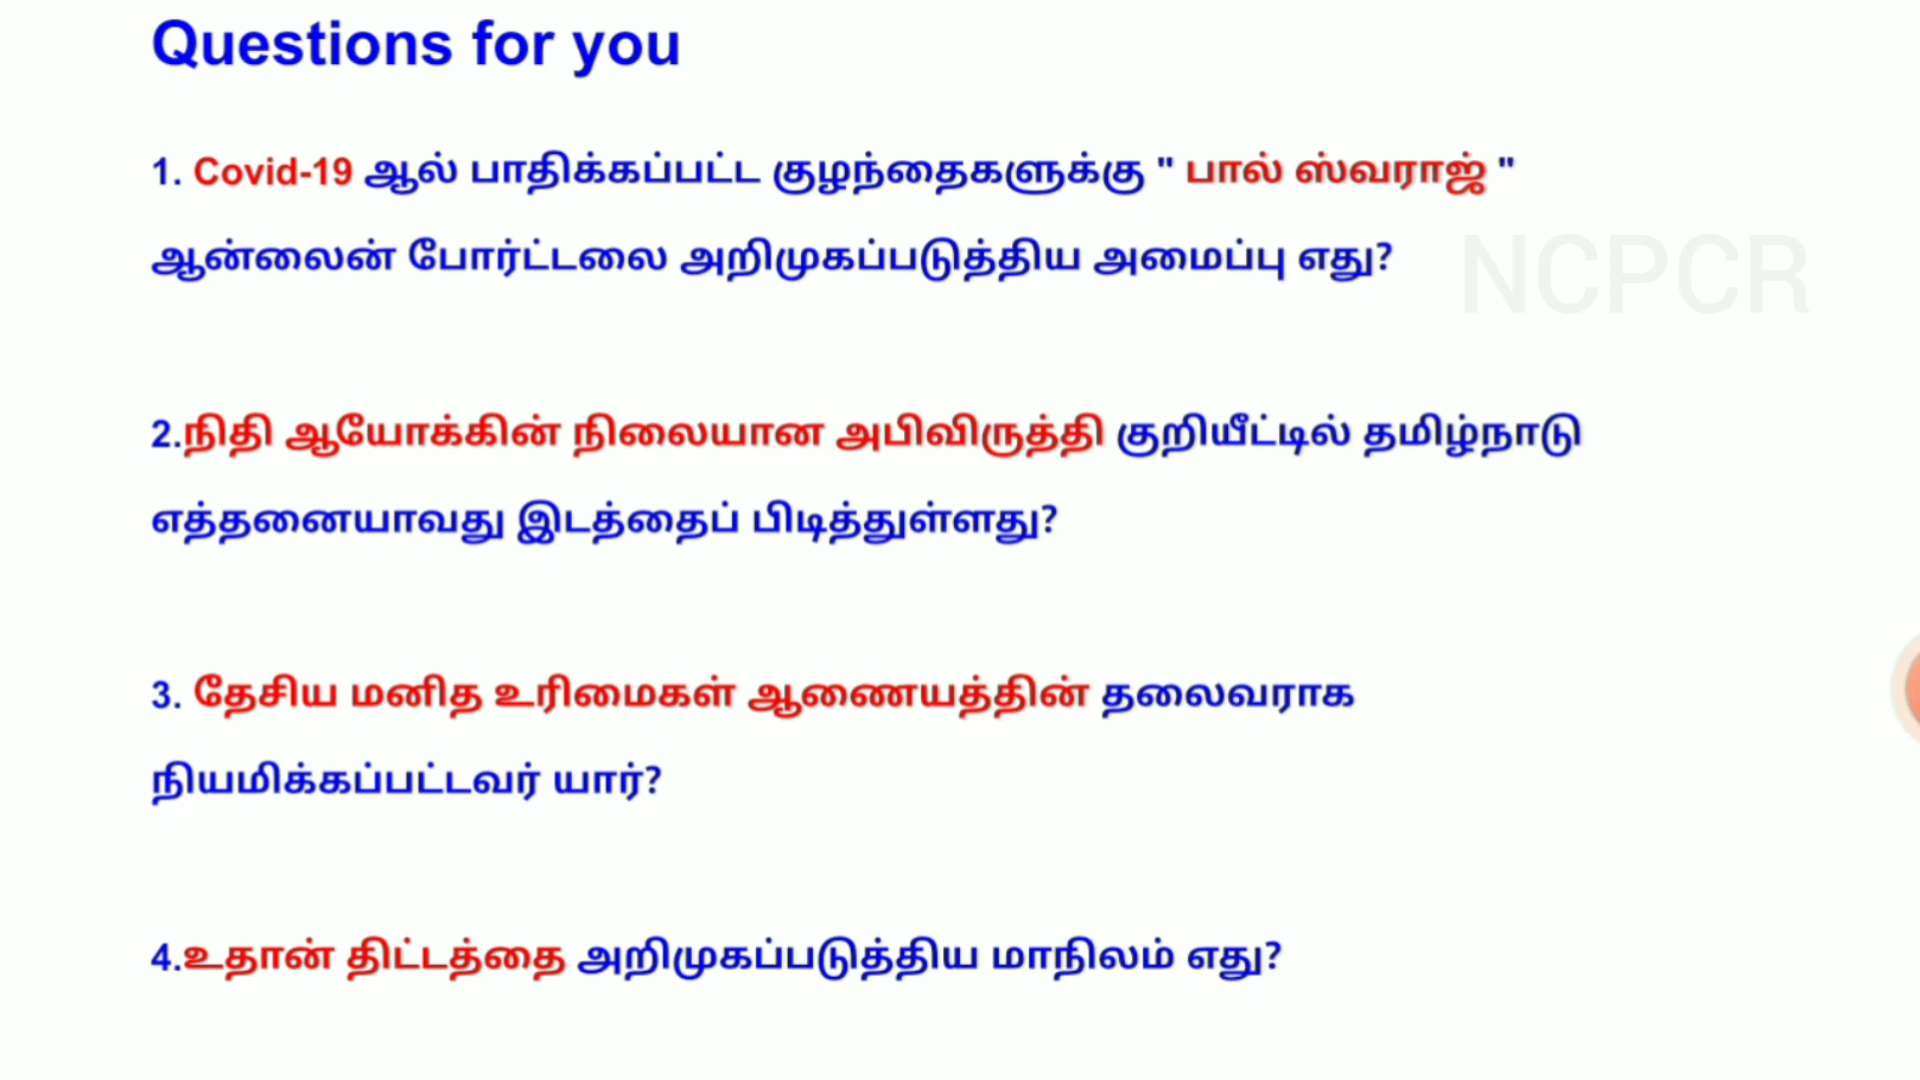 Questions for you
1. Covid-19 ஆல் பாதிக்கப்பட்ட குழந்தைகளுக்கு " பால் ஸ்வராஜ் "
ஆன்லைன் போர்ட்டலை அறிமுகப்படுத்திய அமைப்பு எது?
NCPCR
2.நிதி ஆயோக்கின் நிலையான அபிவிருத்தி குறியீட்டில் தமிழ்நாடு
எத்தனையாவது இடத்தைப் பிடித்துள்ளது?
3. தேசிய மனித உரிமைகள் ஆணையத்தின் தலைவராக
நியமிக்கப்பட்டவர் யார்?
4.உதான் திட்டத்தை அறிமுகப்படுத்திய மாநிலம் எது?